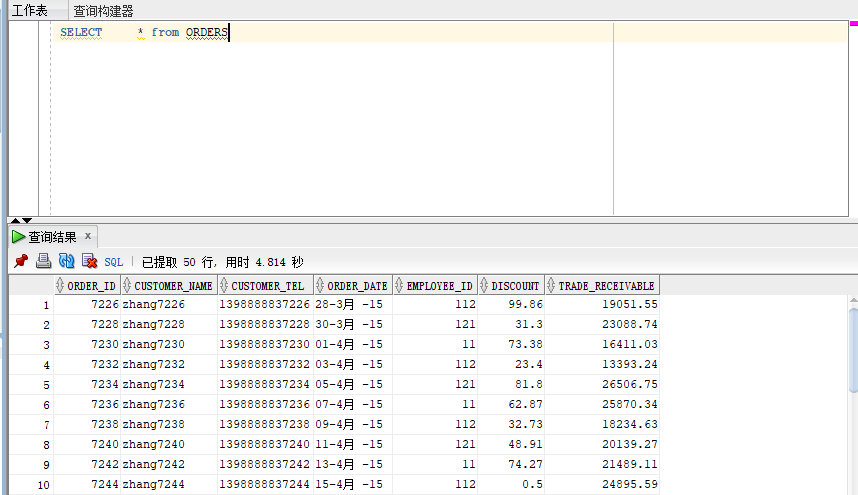 工作表 查询构建器
SELECT * from ORDERS
查询结果 x
SQL | 已提取 50 行, 用时 4.814 秒
ORDER_ID CUSTOMER_NAME CUSTOMER_TEL ORDER_DATE EMPLOYEE_ID DISCOUNT TRADE_RECEIVABLE
1 7226 zhang7226 1398888837226 28-3月 -15 112 99.86 19051.55
2 7228 zhang7228 1398888837228 30-3月 -15 121 31.3 23088.74
3 7230 zhang7230 1398888837230 01-4月 -15 11 73.38 16411.03
4 7232 zhang7232 1398888837232 03-4月 -15 112 23.4 13393.24
5 7234 zhang7234 1398888837234 05-4月 -15 121 81.8 26506.75
6 7236 zhang7236 1398888837236 07-4月 -15 11 62.87 25870.34
7 7238 zhang7238 1398888837238 09-4月 -15 112 32.73 18234.63
8 7240 zhang7240 1398888837240 11-4月 -15 121 48.91 20139.27
9 7242 zhang7242 1398888837242 13-4月 -15 11 74.27 21489.11
10 7244 zhang7244 1398888837244 15-4月 -15 112 0.5 24895.59